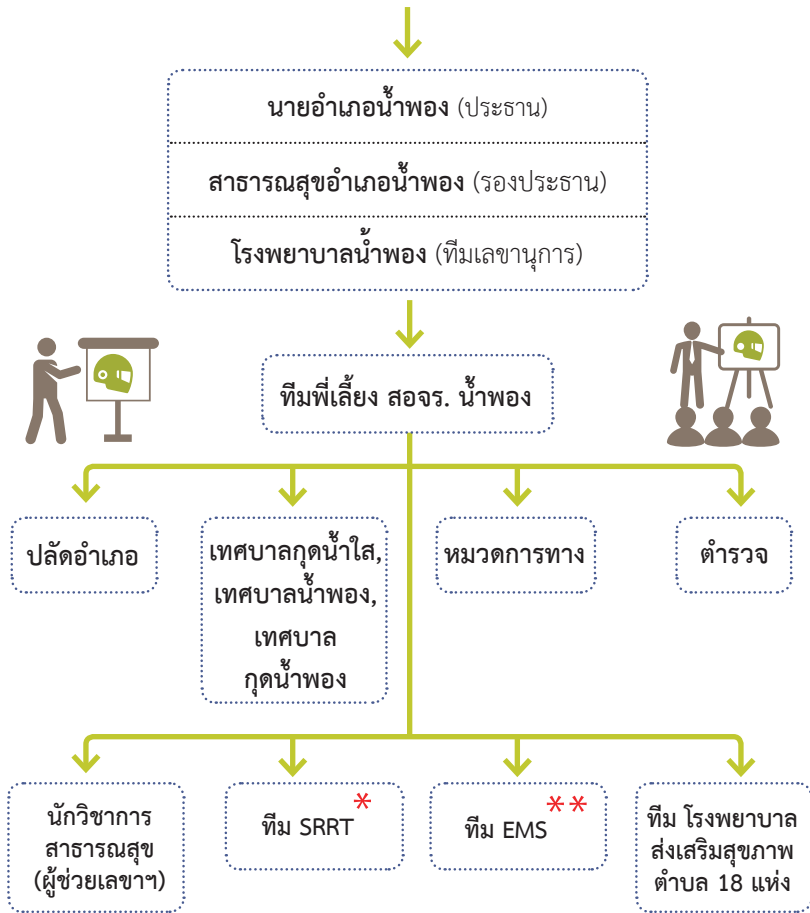 นายอำเภอน้ำพอง (ประธาน)
สาธารณสุขอำเภอน้ำพอง (รองประธาน)
โรงพยาบาลน้ำพอง (ทีมเลขานุการ)
ทีมพี่เลี้ยง สอจร. น้ำพอง
ปลัดอำเภอ
เทศบาลกุดน้ำใส,
เทศบาลน้ำพอง,
เทศบาล
กุดน้ำพอง
หมวดการทาง
ตำรวจ
นักวิชาการ
สาธารณสุข
(ผู้ช่วยเลขาฯ)
ทีม SRRT *
ทีม EMS **
ทีม โรงพยาบาล
ส่งเสริมสุขภาพ
ตำบล 18 แห่ง